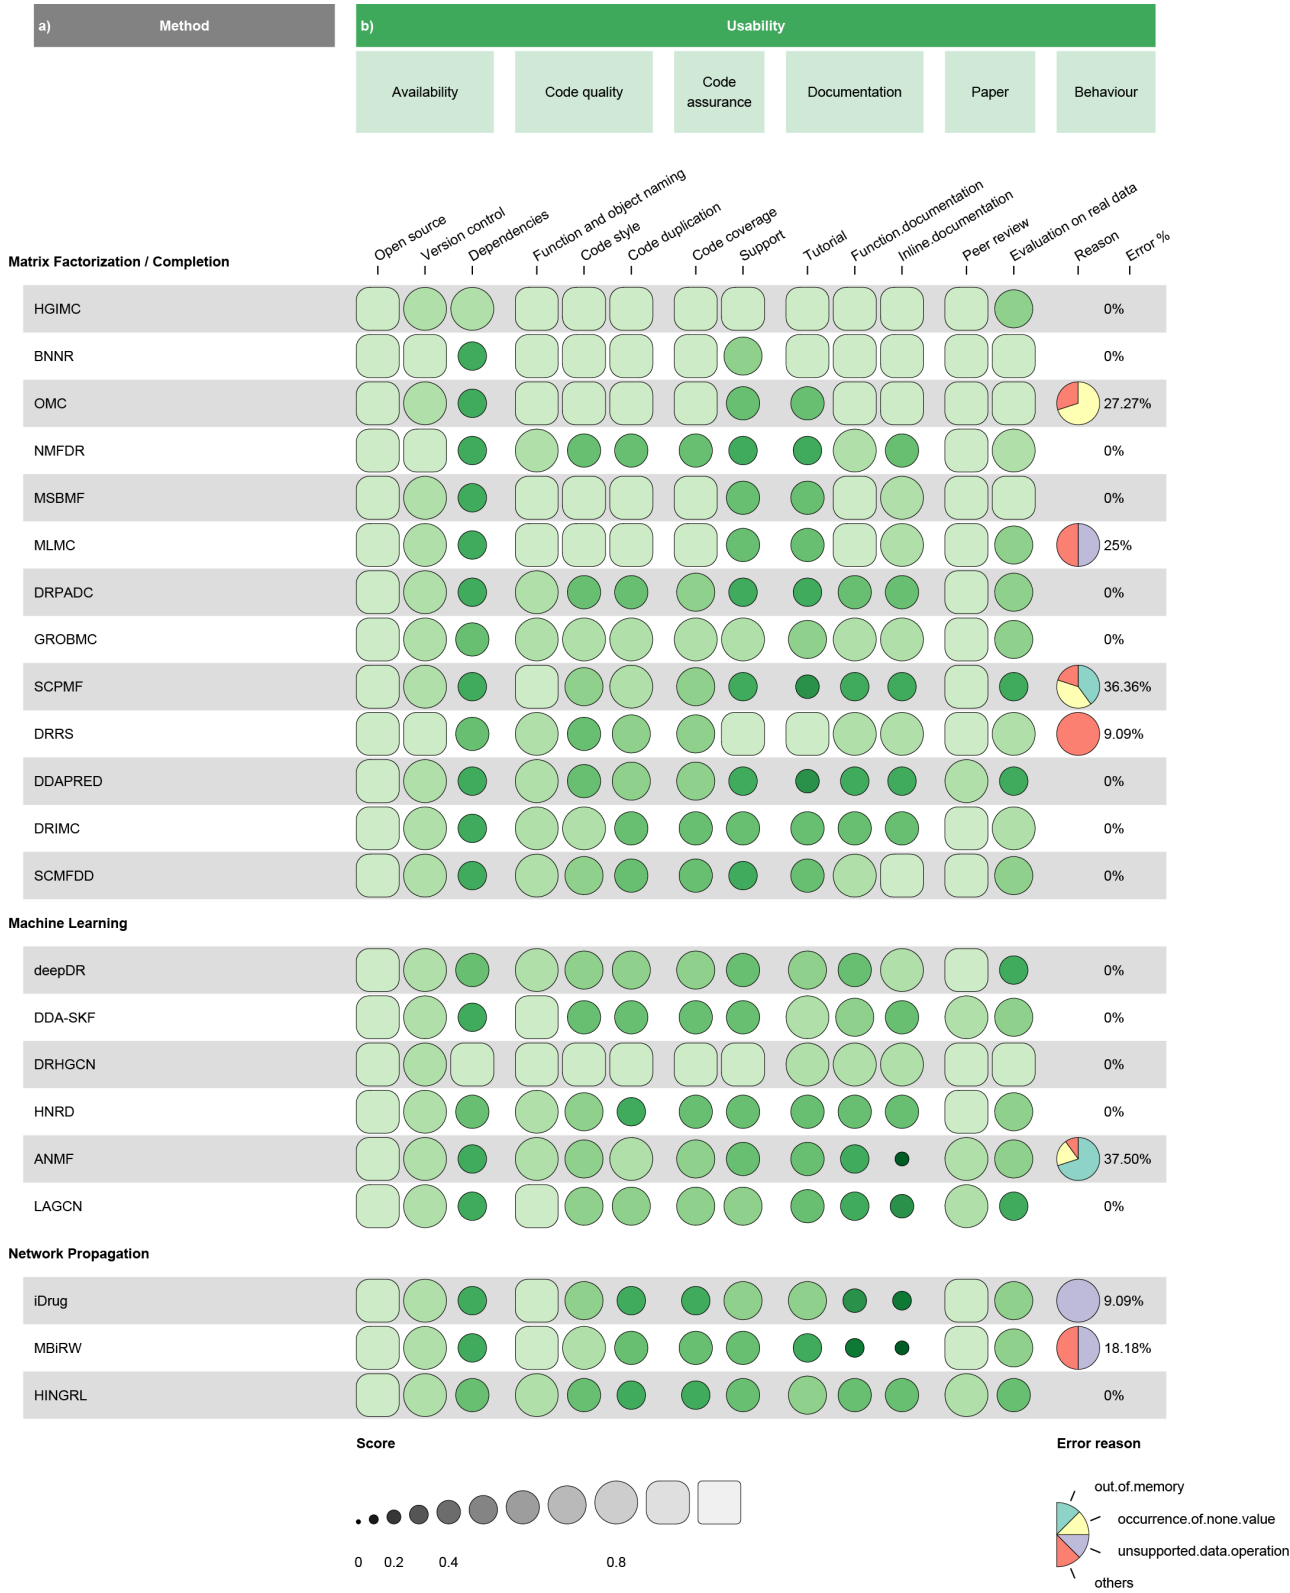 a) Method
b) Usability
Availability
Code quality
Code
assurance
Documentation
Paper
Behaviour
Open source
Version control
Dependencies
Function and object naming
Code style
Code duplication
Code coverage
Support
Tutorial
Function.documentation
Inline.documentation
Peer review
Evaluation on real data
Reason
Error %
Matrix Factorization / Completion
HGIMC 0%
BNNR 0%
OMC 27.27%
NMFDR 0%
MSBMF 0%
MLMC 25%
DRPADC 0%
GROBMC 0%
SCPMF 36.36%
DRRS 9.09%
DDAPRED 0%
DRIMC 0%
SCMFDD 0%
Machine Learning
deepDR 0%
DDA-SKF 0%
DRHGCN 0%
HNRD 0%
ANMF 37.50%
LAGCN 0%
Network Propagation
iDrug 9.09%
MBiRW 18.18%
HINGRL 0%
Score
0 0.2 0.4 0.8
Error reason
out.of.memory
occurrence.of.none.value
unsupported.data.operation
others